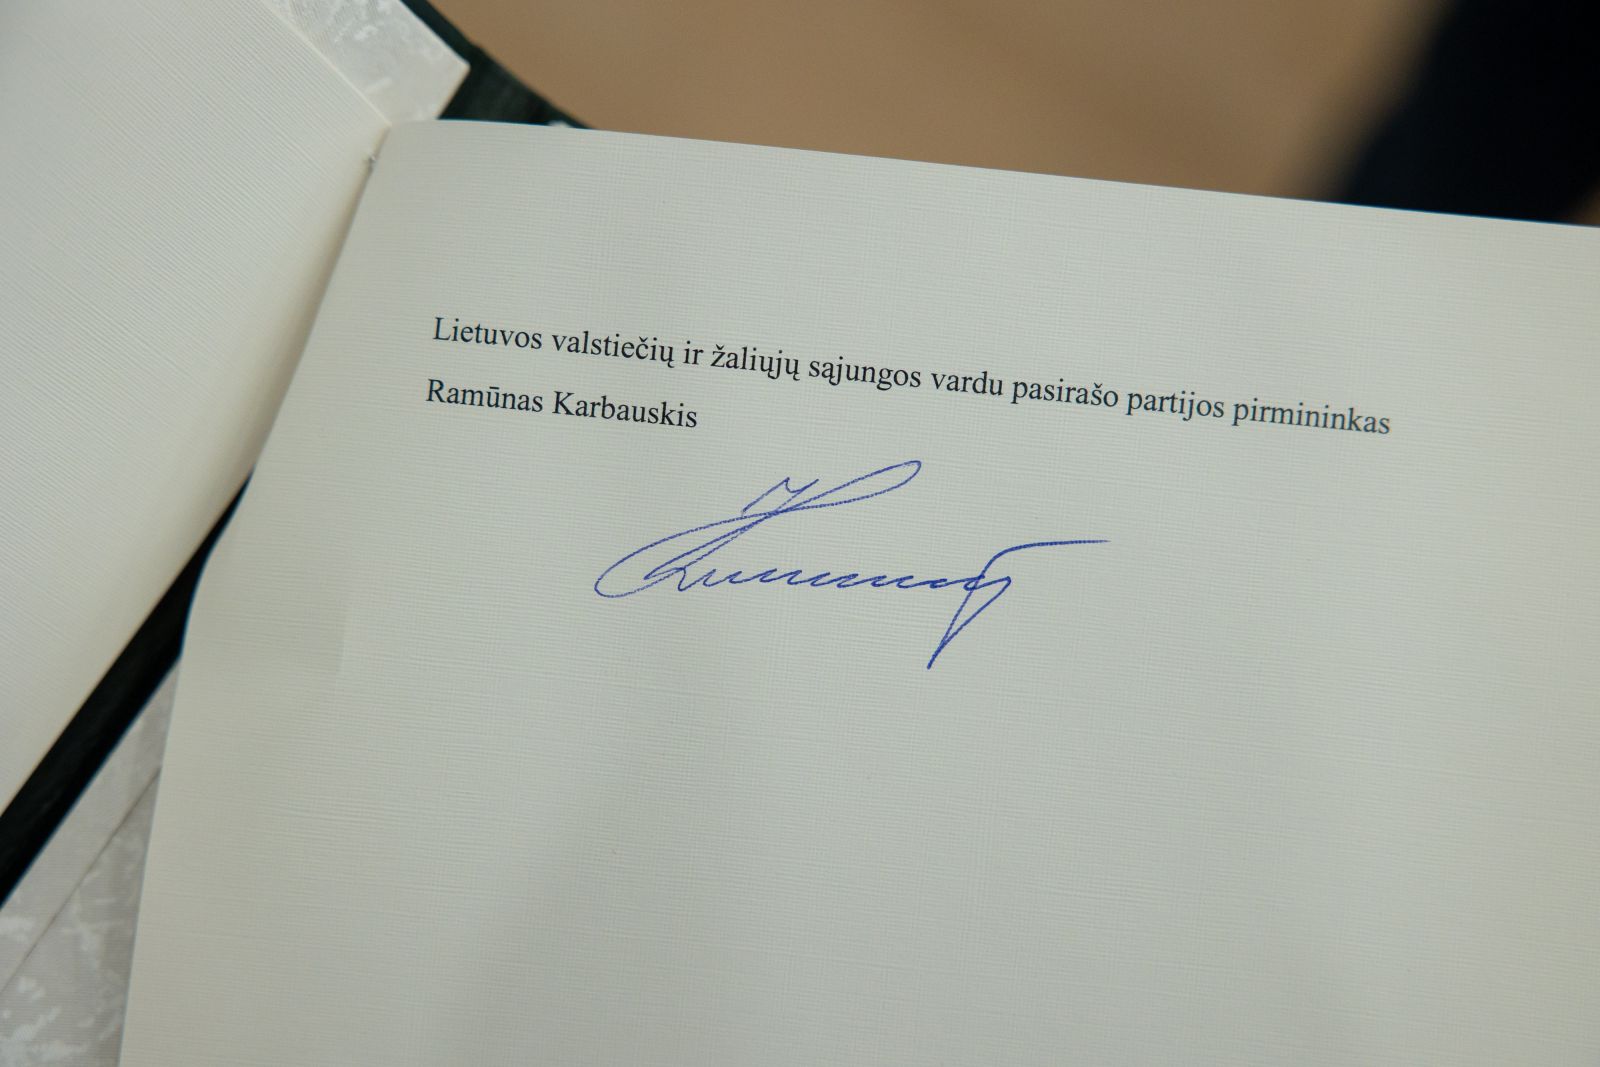 Lietuvos valstiečių ir žaliųjų sąjungos vardu pasirašo partijos pirmininkas
Ramūnas Karbauskis